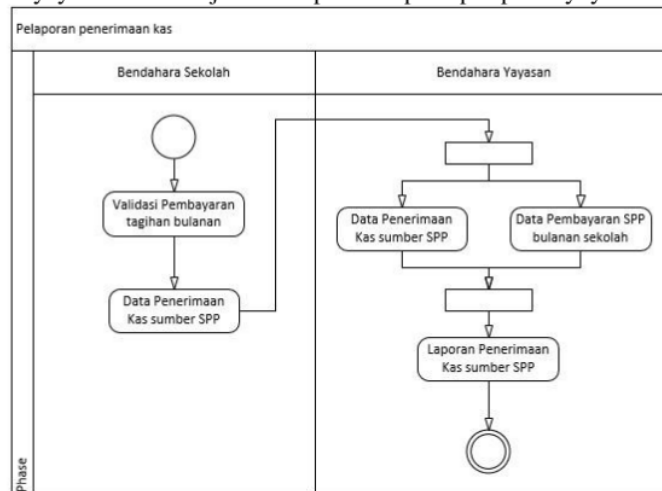 Pelaporan penerimaan kas
Bendahara Sekolah
Bendahara Yayasan
Validasi Pembayaran
tagihan bulanan
Data Penerimaan
Kas sumber SPP
Data Penerimaan
Kas sumber SPP
Data Pembayaran SPP
bulanan sekolah
Laporan Penerimaan
Kas sumber SPP
Phase